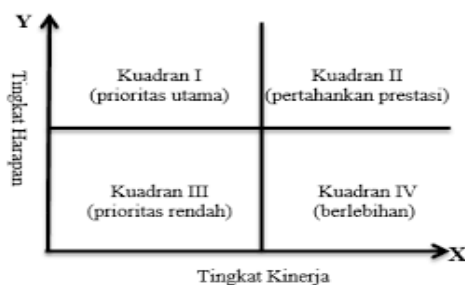 Y
Tingkat Harapan
Kuadran I
(prioritas utama)
Kuadran II
(pertahankan prestasi)
Kuadran III
(prioritas rendah)
Kuadran IV
(berlebihan)
X
Tingkat Kinerja